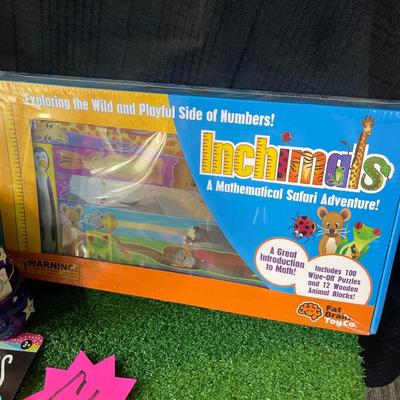 Exploring the Wild and Playful Side of Numbers!
Inchimals
A Mathematical Safari Adventure!
A Great
Introduction
to Math!
Includes 100
Wipe-Off Puzzles
and 12 Wooden
Animal Blocks!
WARNING:
Fat
Brain
Toy Co.
3+